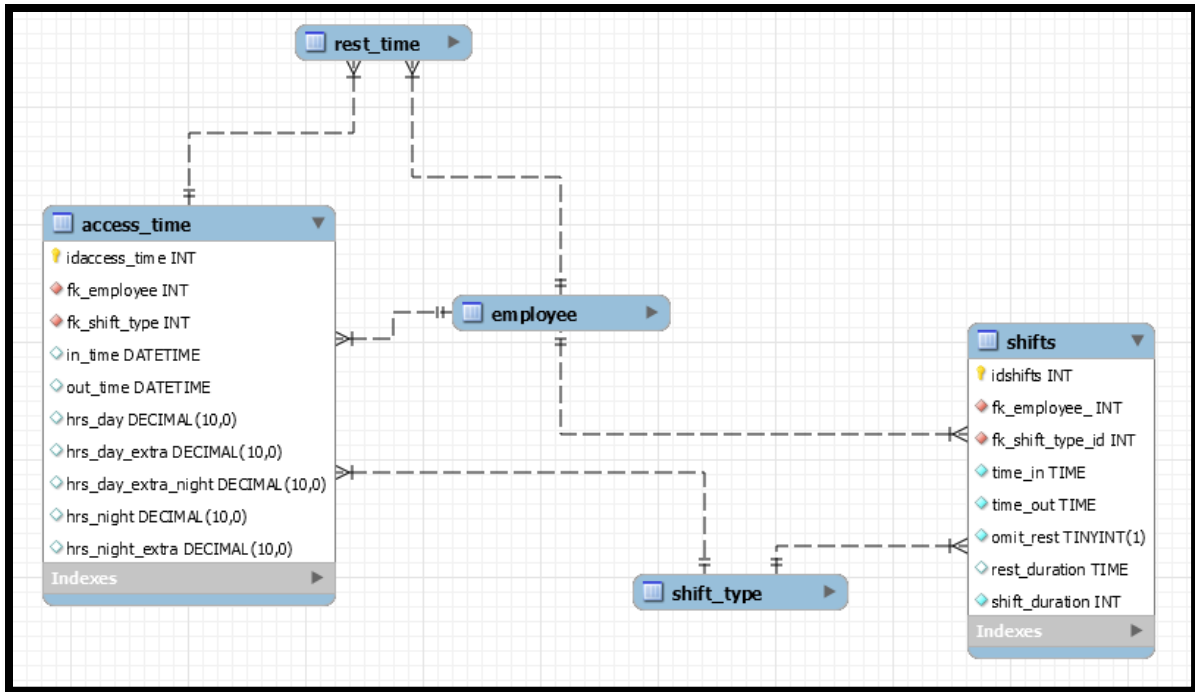 rest_time
access_time
idaccess_time INT
fk_employee INT
fk_shift_type INT
in_time DATETIME
out_time DATETIME
hrs_day DECIMAL(10,0)
hrs_day_extra DECIMAL(10,0)
hrs_day_extra_night DECIMAL(10,0)
hrs_night DECIMAL(10,0)
hrs_night_extra DECIMAL(10,0)
Indexes
employee
shift_type
shifts
idshifts INT
fk_employee_ INT
fk_shift_type_id INT
time_in TIME
time_out TIME
omit_rest TINYINT(1)
rest_duration TIME
shift_duration INT
Indexes